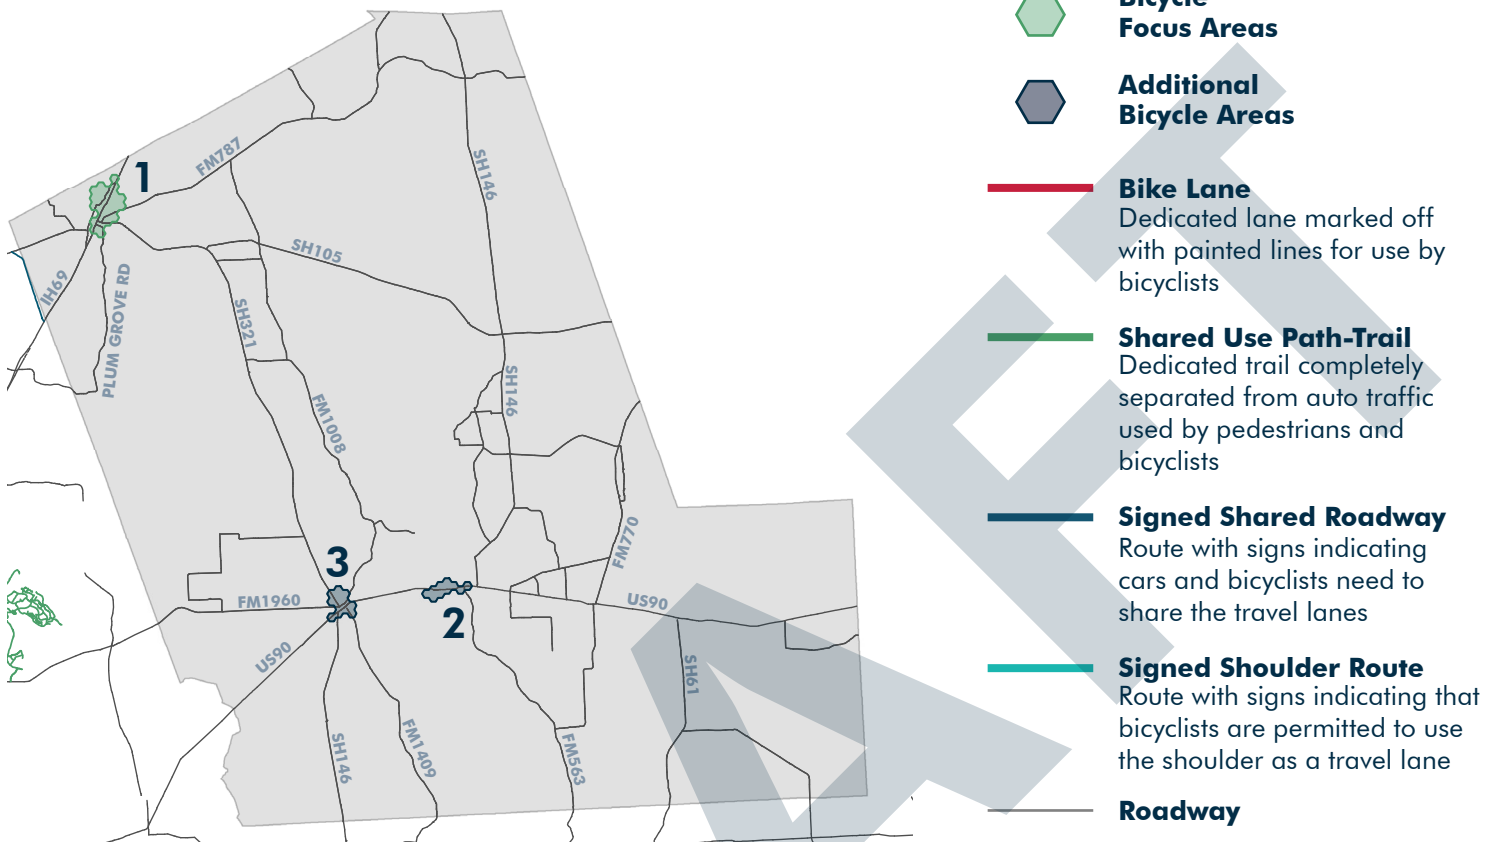 Bicycle
Focus Areas
Additional
Bicycle Areas
Bike Lane
Dedicated lane marked off
with painted lines for use by
bicyclists
Shared Use Path-Trail
Dedicated trail completely
separated from auto traffic
used by pedestrians and
bicyclists
Signed Shared Roadway
Route with signs indicating
cars and bicyclists need to
share the travel lanes
Signed Shoulder Route
Route with signs indicating that
bicyclists are permitted to use
the shoulder as a travel lane
Roadway
1
FM787
SH146
SH105
IH69
PLUM GROVE RD
SH321
SH146
FM1008
FM770
3
FM1960
2
US90
US90
SH61
SH146
FM1409
FM563
AFT